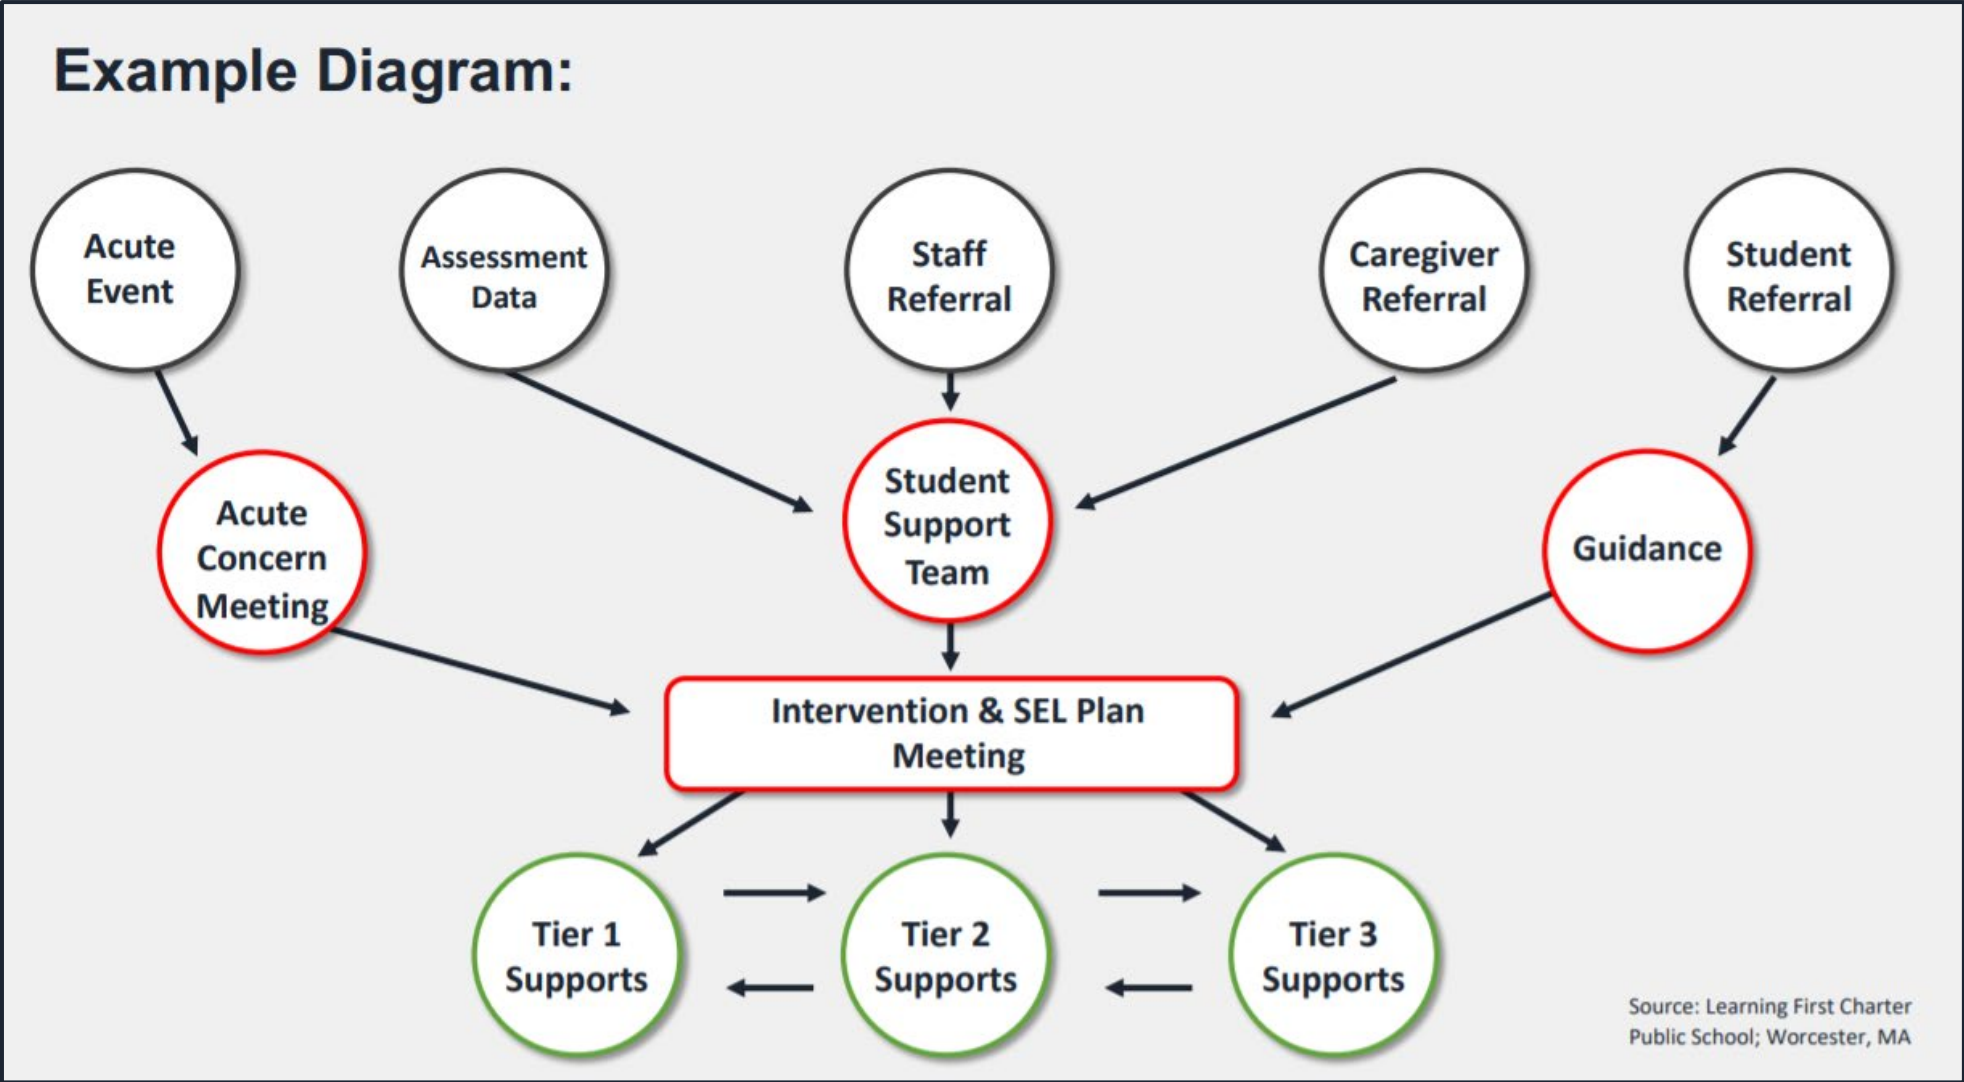 Example Diagram:
Acute
Event
Assessment
Data
Staff
Referral
Caregiver
Referral
Student
Referral
Acute
Concern
Meeting
Student
Support
Team
Guidance
Intervention & SEL Plan
Meeting
Tier 1
Supports
Tier 2
Supports
Tier 3
Supports
Source: Learning First Charter
Public School; Worcester, MA